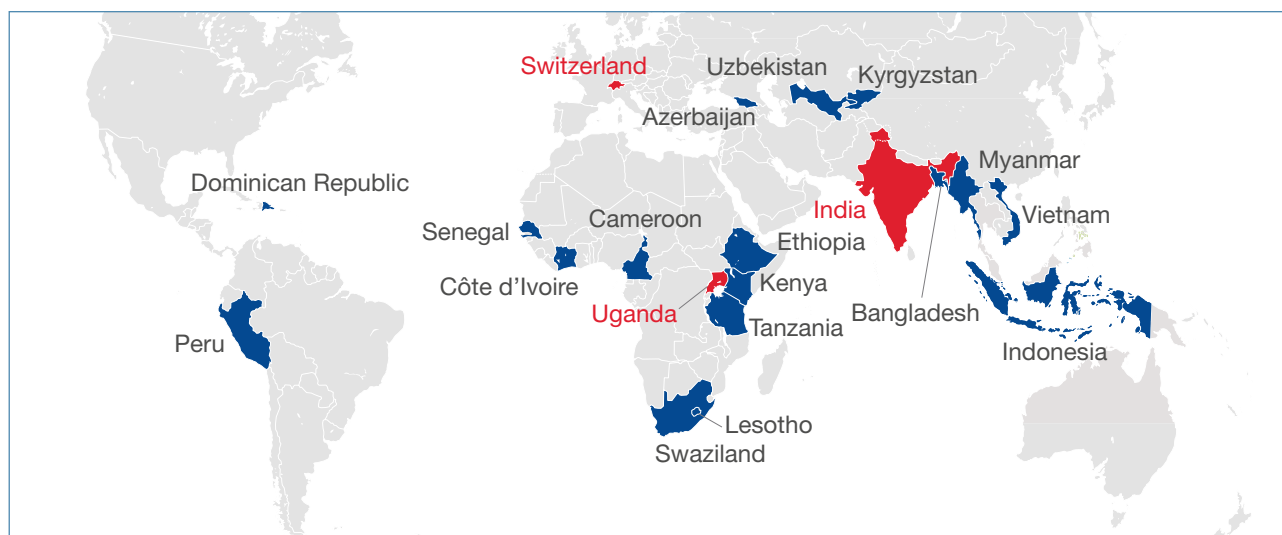 Switzerland
Uzbekistan
Kyrgyzstan
Azerbaijan
Myanmar
Dominican Republic
India
Vietnam
Senegal
Cameroon
Ethiopia
Côte d’Ivoire
Kenya
Uganda
Bangladesh
Tanzania
Peru
Indonesia
Lesotho
Swaziland